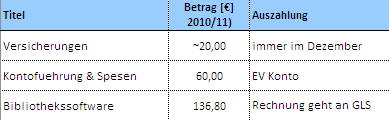 Titel Betrag [€] 2010/11) Auszahlung
Versicherungen ~20,00 immer im Dezember
Kontofuehrung & Spesen 60,00 EV Konto
Bibliothekssoftware 136,80 Rechnung geht an GLS